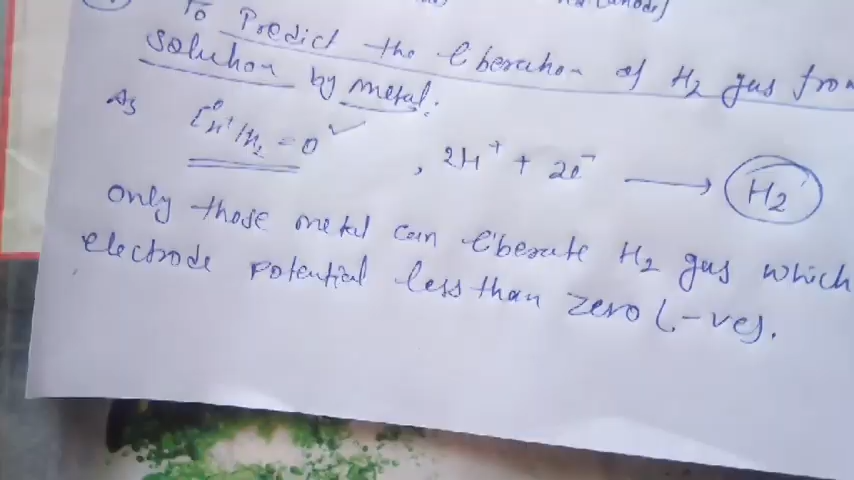 To Predict the liberation of H₂ gas from
solution by metal:
As E⁰H⁺/H₂ = 0 ✓ , 2H⁺ + 2e⁻ ⟶ H₂
Only those metal can liberate H₂ gas which
electrode potential less than zero (-ve).